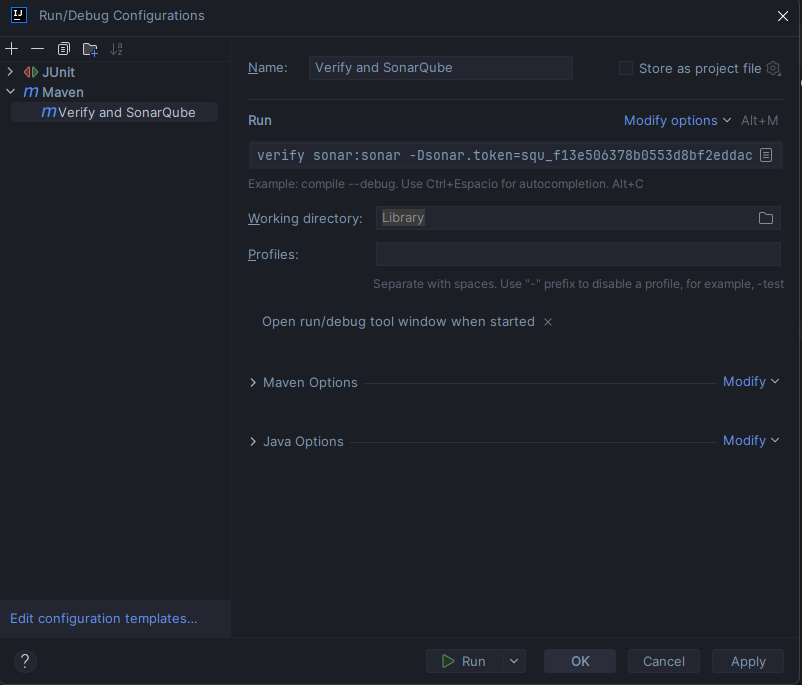 Run/Debug Configurations
JUnit
Maven
Verify and SonarQube
Edit configuration templates...
Name: Verify and SonarQube Store as project file
Run Modify options Alt+M
verify sonar:sonar -Dsonar.token=squ_f13e506378b0553d8bf2eddac
Example: compile --debug. Use Ctrl+Espacio for autocompletion. Alt+C
Working directory: Library
Profiles:
Separate with spaces. Use "-" prefix to disable a profile, for example, -test
Open run/debug tool window when started ×
Maven Options Modify
Java Options Modify
? Run OK Cancel Apply